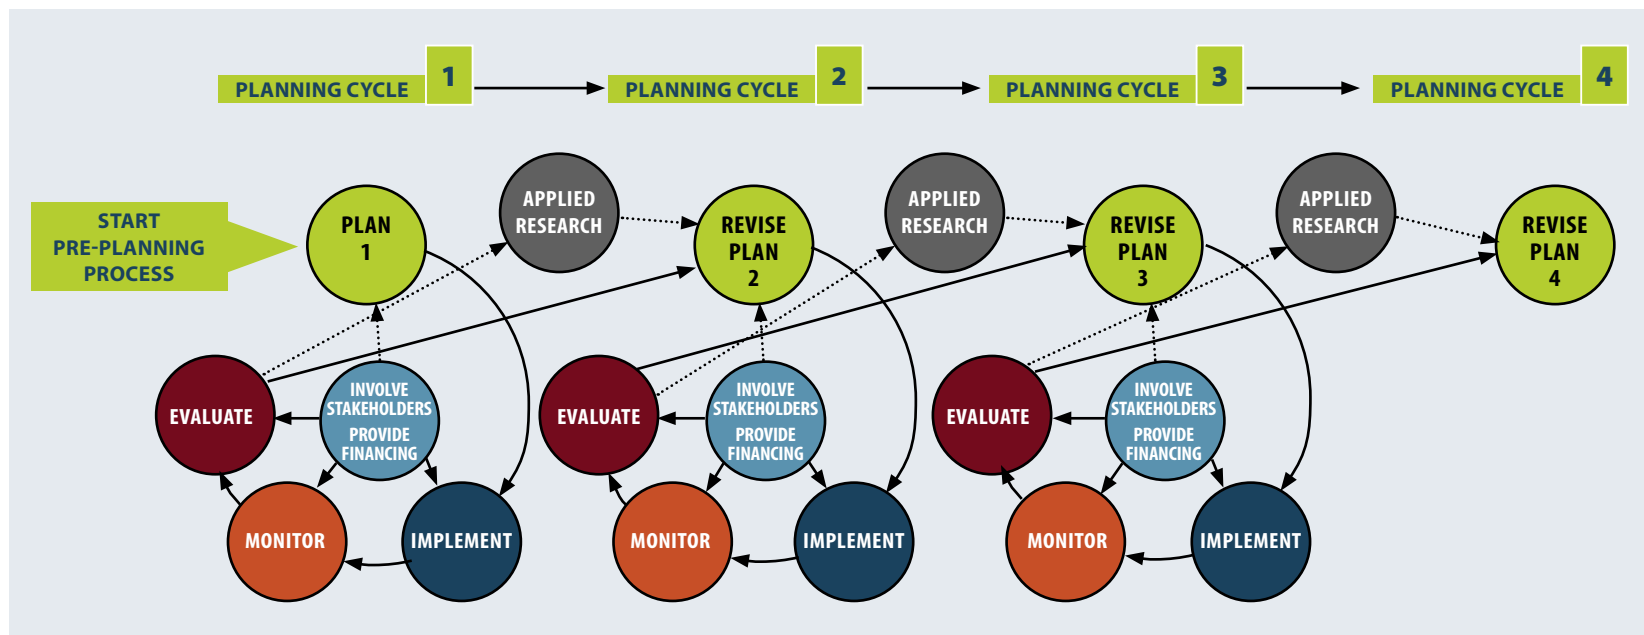 PLANNING CYCLE 1
PLANNING CYCLE 2
PLANNING CYCLE 3
PLANNING CYCLE 4
START
PRE-PLANNING
PROCESS
PLAN
1
APPLIED
RESEARCH
REVISE
PLAN
2
APPLIED
RESEARCH
REVISE
PLAN
3
APPLIED
RESEARCH
REVISE
PLAN
4
EVALUATE
INVOLVE
STAKEHOLDERS
PROVIDE
FINANCING
MONITOR
IMPLEMENT
EVALUATE
INVOLVE
STAKEHOLDERS
PROVIDE
FINANCING
MONITOR
IMPLEMENT
EVALUATE
INVOLVE
STAKEHOLDERS
PROVIDE
FINANCING
MONITOR
IMPLEMENT